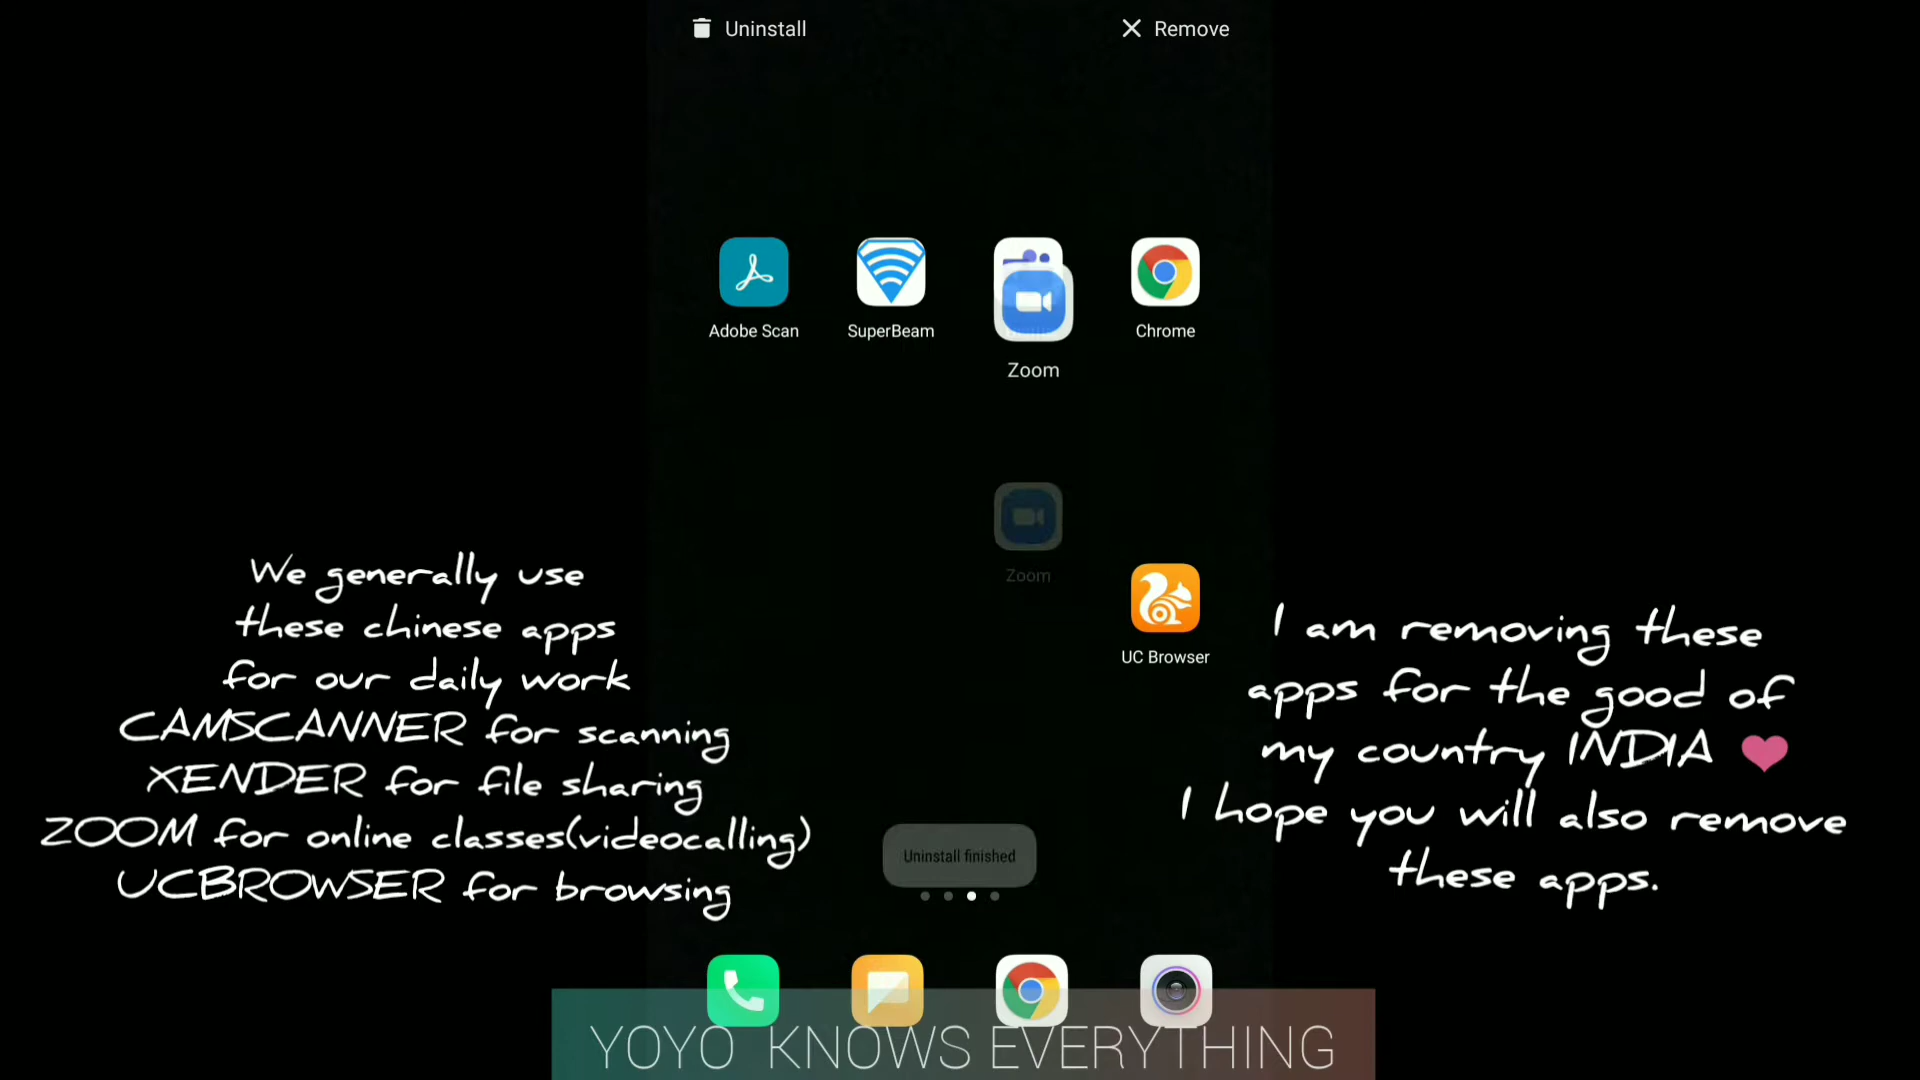 Uninstall
Remove
Adobe Scan
SuperBeam
Zoom
Chrome
Zoom
UC Browser
We generally use
these chinese apps
for our daily work
CAMSCANNER for scanning
XENDER for file sharing
ZOOM for online classes(videocalling)
UCBROWSER for browsing
I am removing these
apps for the good of
my country INDIA
I hope you will also remove
these apps.
Uninstall finished
YOYO KNOWS EVERYTHING